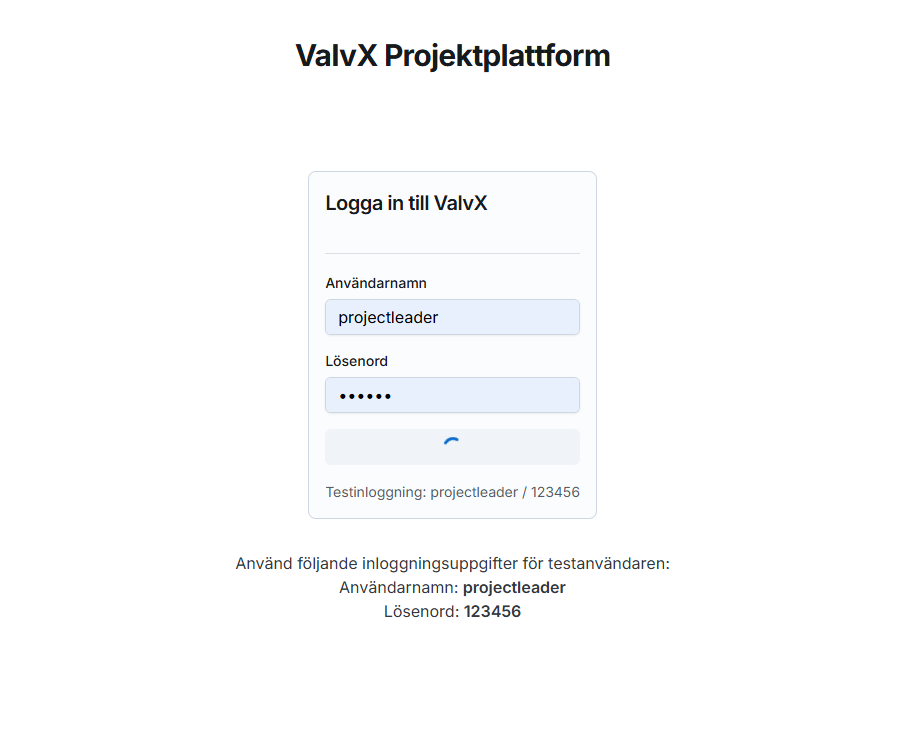 ValvX Projektplattform
Logga in till ValvX
Användarnamn
projectleader
Lösenord
••••••
Testinloggning: projectleader / 123456
Använd följande inloggningsuppgifter för testanvändaren:
Användarnamn: projectleader
Lösenord: 123456